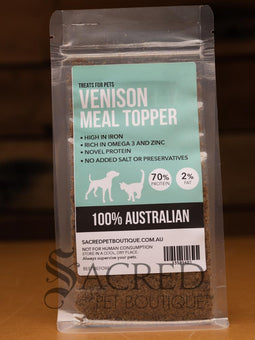 TREATS FOR PETS
VENISON
MEAL TOPPER
• HIGH IN IRON
• RICH IN OMEGA 3 AND ZINC
• NOVEL PROTEIN
• NO ADDED SALT OR PRESERVATIVES
70%
PROTEIN
2%
FAT
100% AUSTRALIAN
SACREDPETBOUTIQUE.COM.AU
NOT FOR HUMAN CONSUMPTION
STORE IN A COOL, DRY PLACE.
Always supervise your pets.
SACRED
PET BOUTIQUE